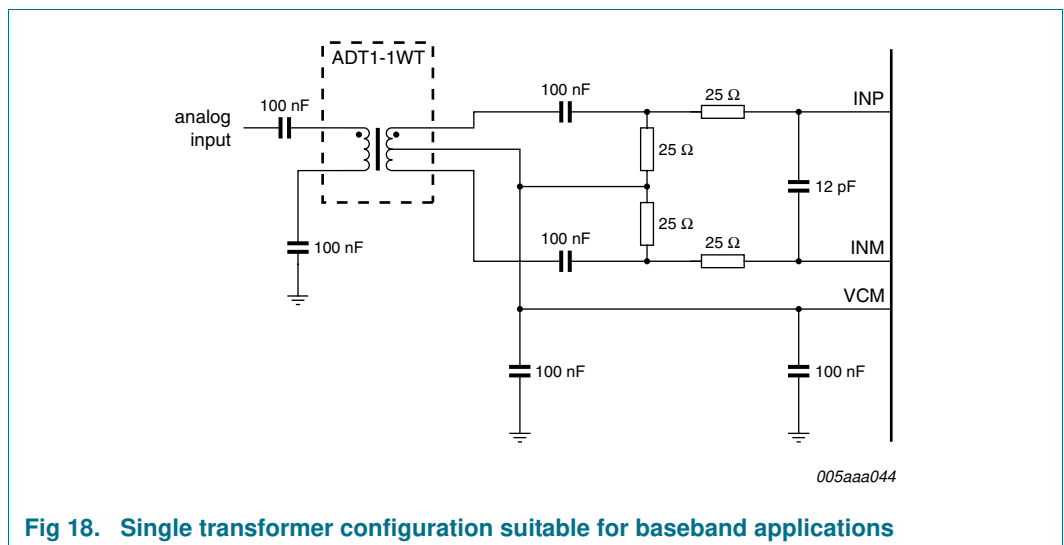 ADT1-1WT
100 nF
25 Ω
INP
100 nF
analog
input
25 Ω
12 pF
25 Ω
100 nF
25 Ω
INM
100 nF
VCM
100 nF
100 nF
005aaa044
Fig 18. Single transformer configuration suitable for baseband applications